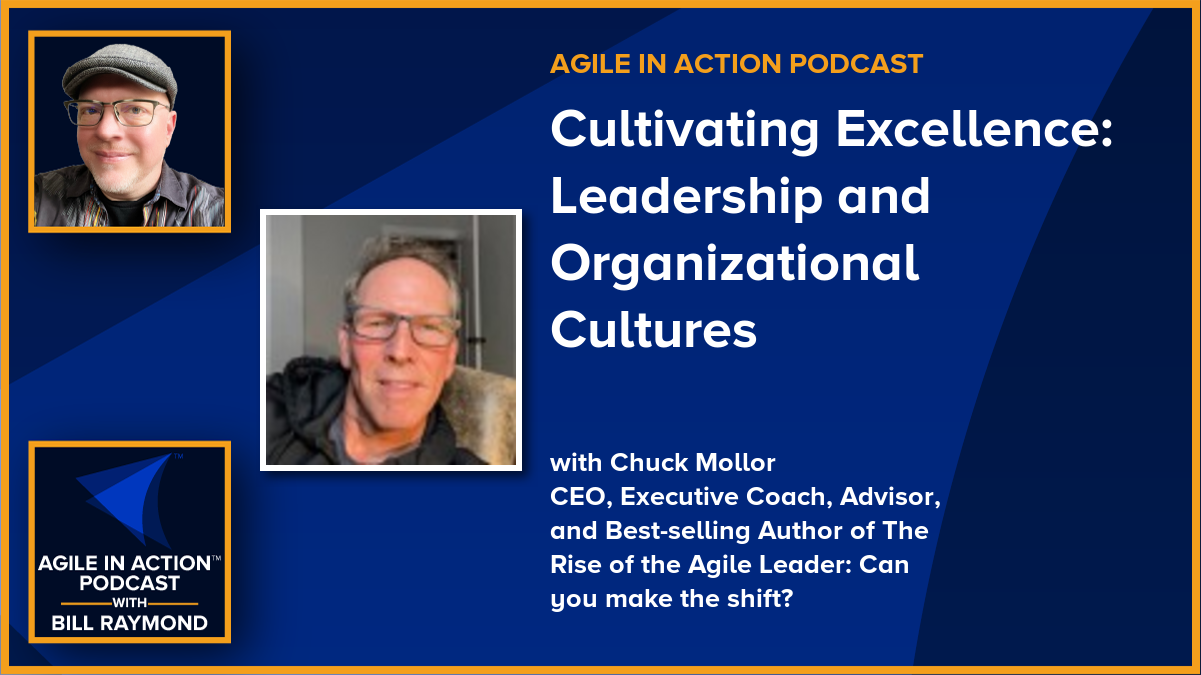 AGILE IN ACTION PODCAST
Cultivating Excellence:
Leadership and
Organizational
Cultures
with Chuck Mollor
CEO, Executive Coach, Advisor,
and Best-selling Author of The
Rise of the Agile Leader: Can
you make the shift?
TM
AGILE IN ACTION™
PODCAST
WITH
BILL RAYMOND